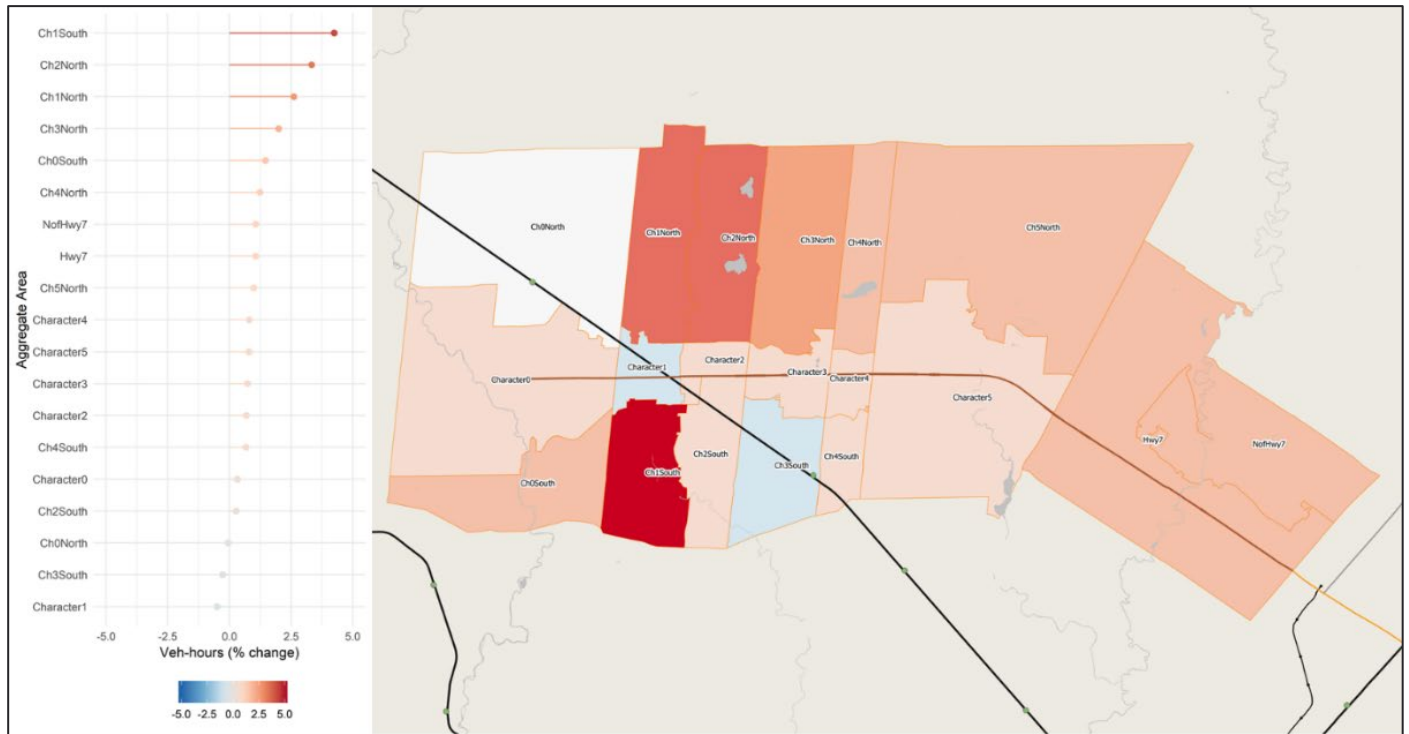 Ch1South
Ch2North
Ch1North
Ch3North
Ch0South
Ch4North
NofHwy7
Hwy7
Ch5North
Character4
Character5
Character3
Character2
Ch4South
Character0
Ch2South
Ch0North
Ch3South
Character1
Aggregate Area
-5.0 -2.5 0.0 2.5 5.0
Veh-hours (% change)
-5.0 -2.5 0.0 2.5 5.0
Ch0North
Ch1North
Ch2North
Ch3North
Ch4North
Ch5North
Character0
Character1
Character2
Character3
Character4
Character5
Ch0South
Ch1South
Ch2South
Ch3South
Ch4South
Hwy7
NofHwy7